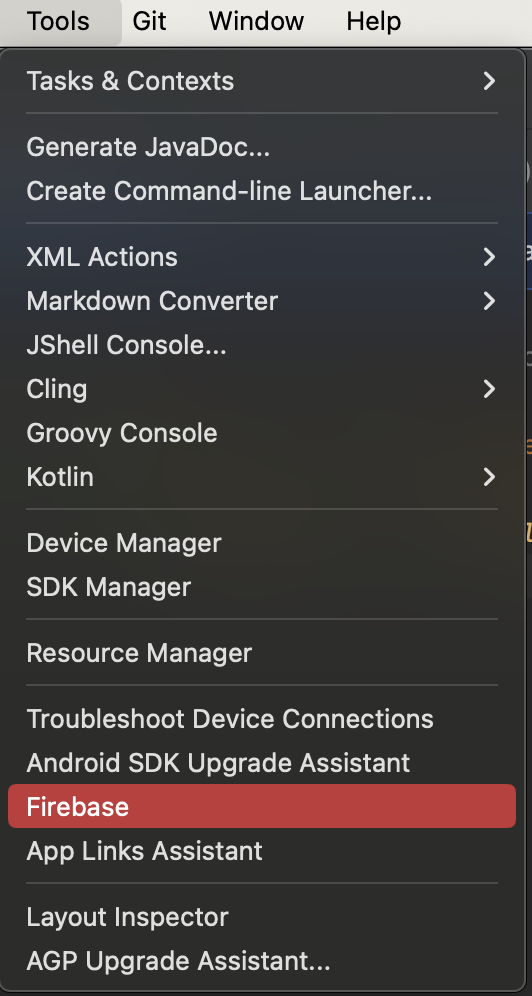 Tools Git Window Help
Tasks & Contexts
Generate JavaDoc...
Create Command-line Launcher...
XML Actions
Markdown Converter
JShell Console...
Cling
Groovy Console
Kotlin
Device Manager
SDK Manager
Resource Manager
Troubleshoot Device Connections
Android SDK Upgrade Assistant
Firebase
App Links Assistant
Layout Inspector
AGP Upgrade Assistant...